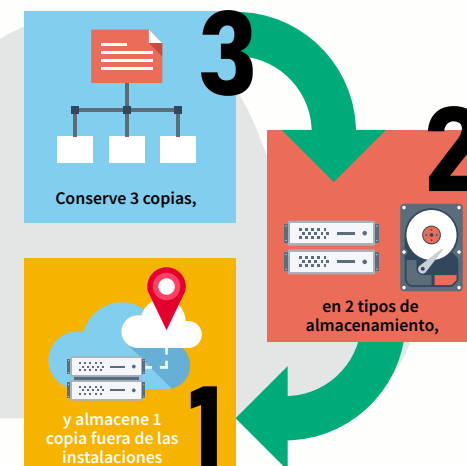 3
Conserve 3 copias,
2
en 2 tipos de
almacenamiento,
1
y almacene 1
copia fuera de las
instalaciones